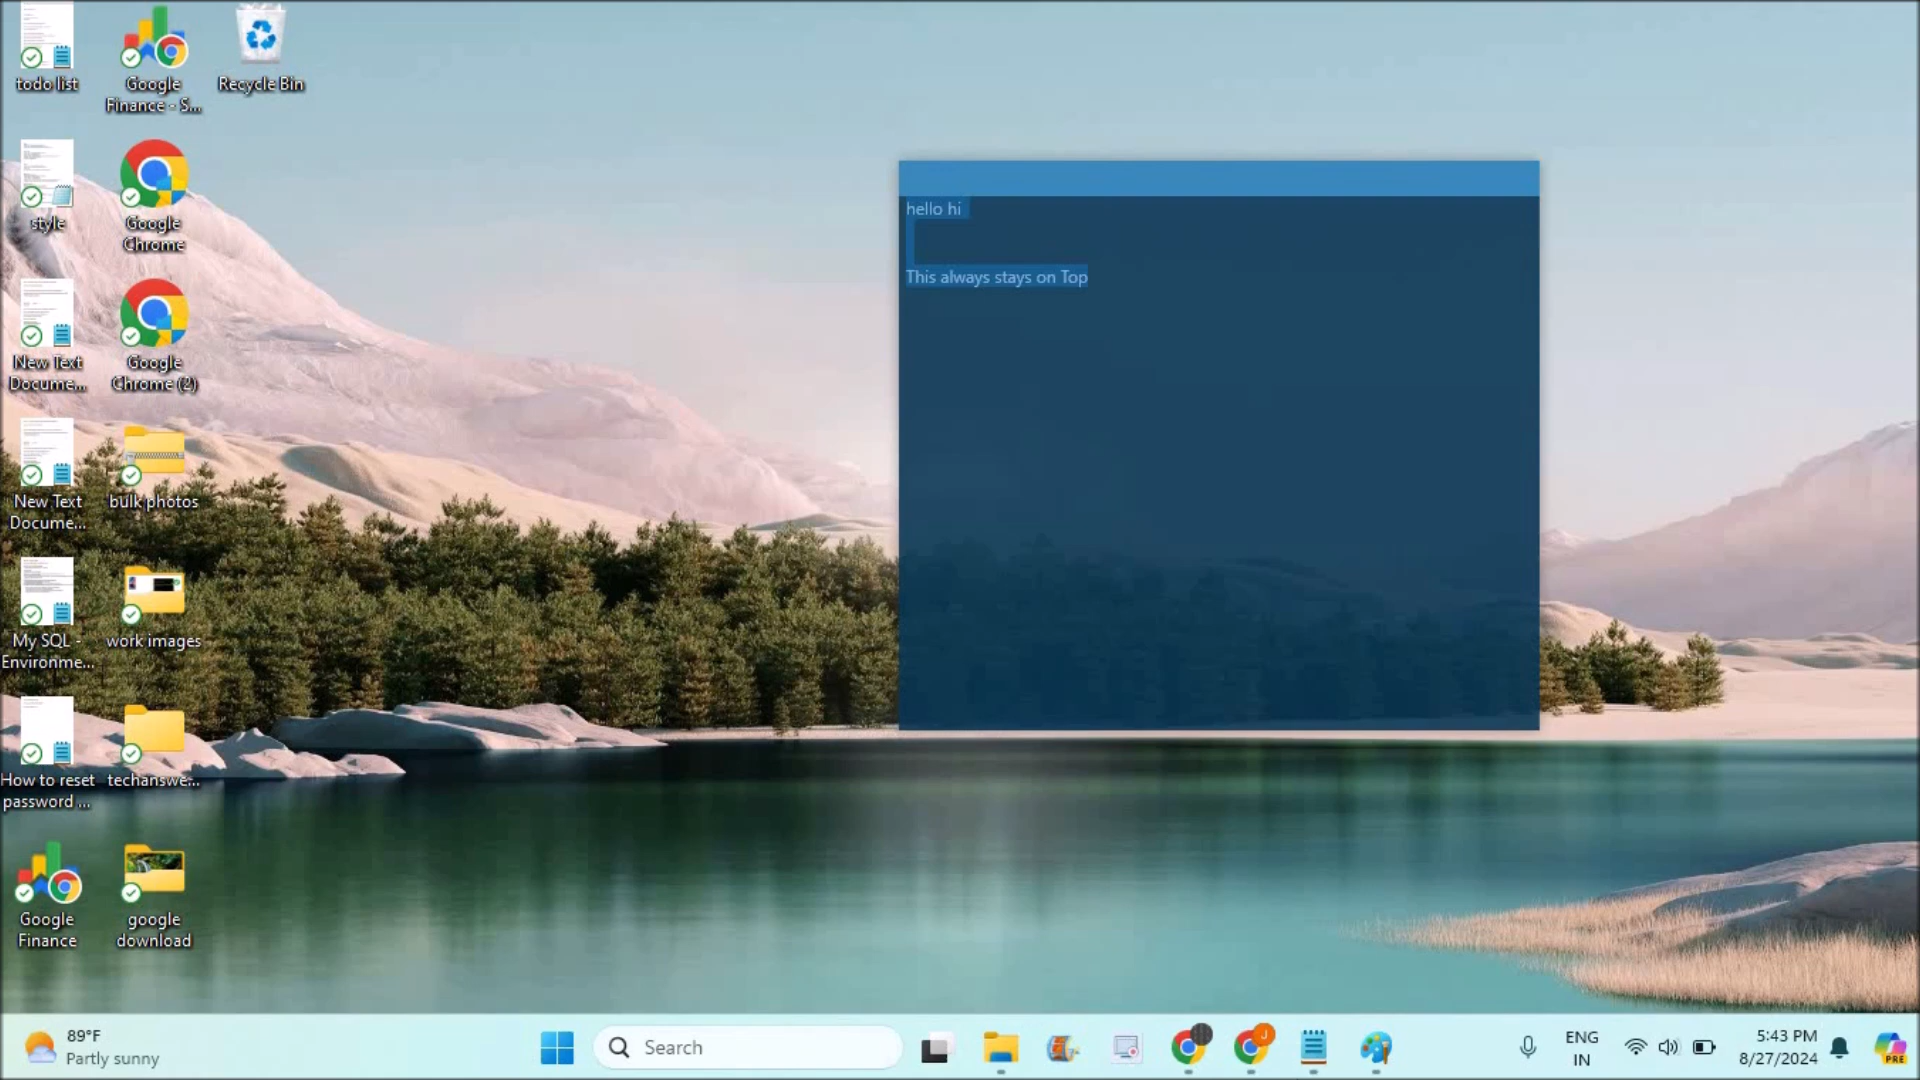 todo list
Google
Finance - S...
Recycle Bin
style
Google
Chrome
New Text
Docume...
Google
Chrome (2)
New Text
Docume...
bulk photos
My SQL -
Environme...
work images
How to reset
password ...
techanswe...
Google
Finance
google
download
hello hi
This always stays on Top
89°F
Partly sunny
Search
J
ENG
IN
5:43 PM
8/27/2024
PRE